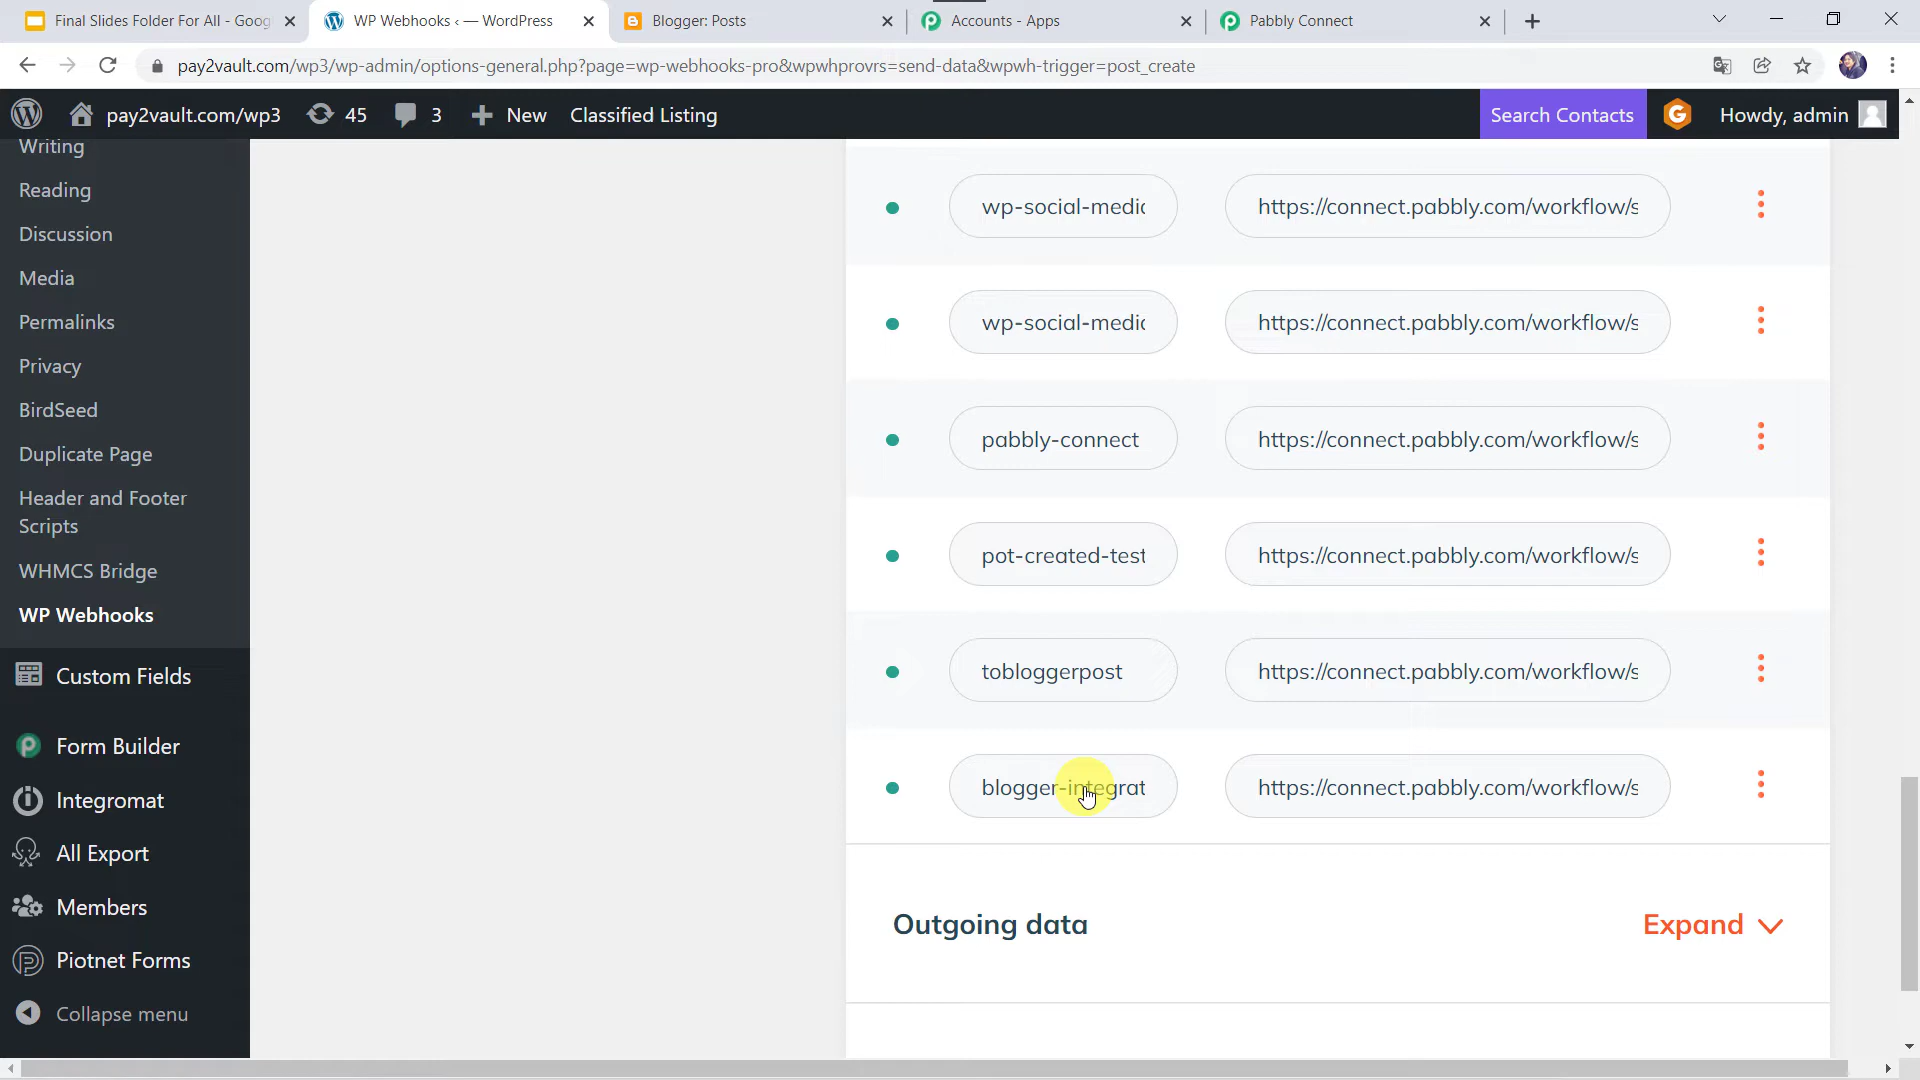 Final Slides Folder For All - Goog
WP Webhooks ‹ — WordPress
Blogger: Posts
Accounts - Apps
Pabbly Connect
pay2vault.com/wp3/wp-admin/options-general.php?page=wp-webhooks-pro&wpwhprovrs=send-data&wpwh-trigger=post_create
pay2vault.com/wp3
45
3
New
Classified Listing
Search Contacts
G
Howdy, admin
Writing
Reading
Discussion
Media
Permalinks
Privacy
BirdSeed
Duplicate Page
Header and Footer
Scripts
WHMCS Bridge
WP Webhooks
Custom Fields
Form Builder
Integromat
All Export
Members
Piotnet Forms
Collapse menu
wp-social-medic
https://connect.pabbly.com/workflow/s
wp-social-medic
https://connect.pabbly.com/workflow/s
pabbly-connect
https://connect.pabbly.com/workflow/s
pot-created-test
https://connect.pabbly.com/workflow/s
tobloggerpost
https://connect.pabbly.com/workflow/s
blogger-integrat
https://connect.pabbly.com/workflow/s
Outgoing data
Expand